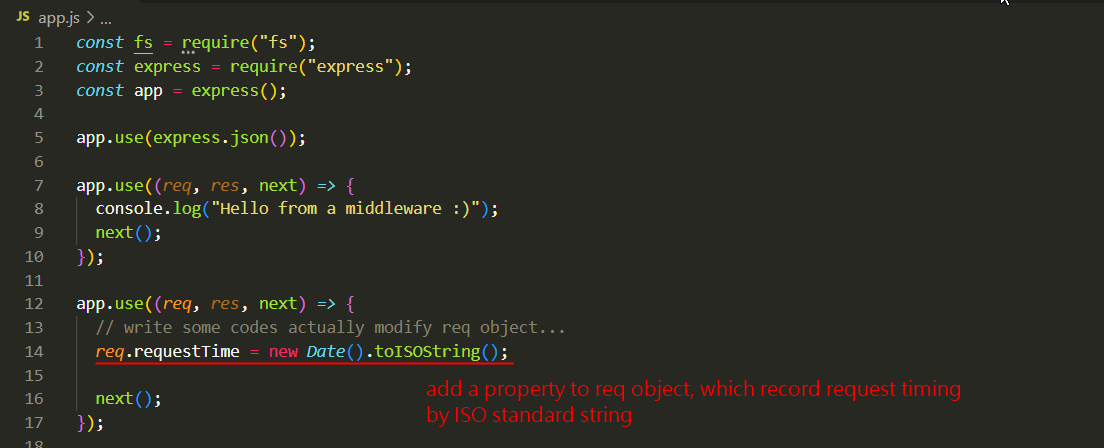 JS app.js > ...
1 const fs = require("fs");
2 const express = require("express");
3 const app = express();
4
5 app.use(express.json());
6
7 app.use((req, res, next) => {
8 console.log("Hello from a middleware :)");
9 next();
10 });
11
12 app.use((req, res, next) => {
13 // write some codes actually modify req object...
14 req.requestTime = new Date().toISOString();
15
16 next();
17 });
18
add a property to req object, which record request timing
by ISO standard string